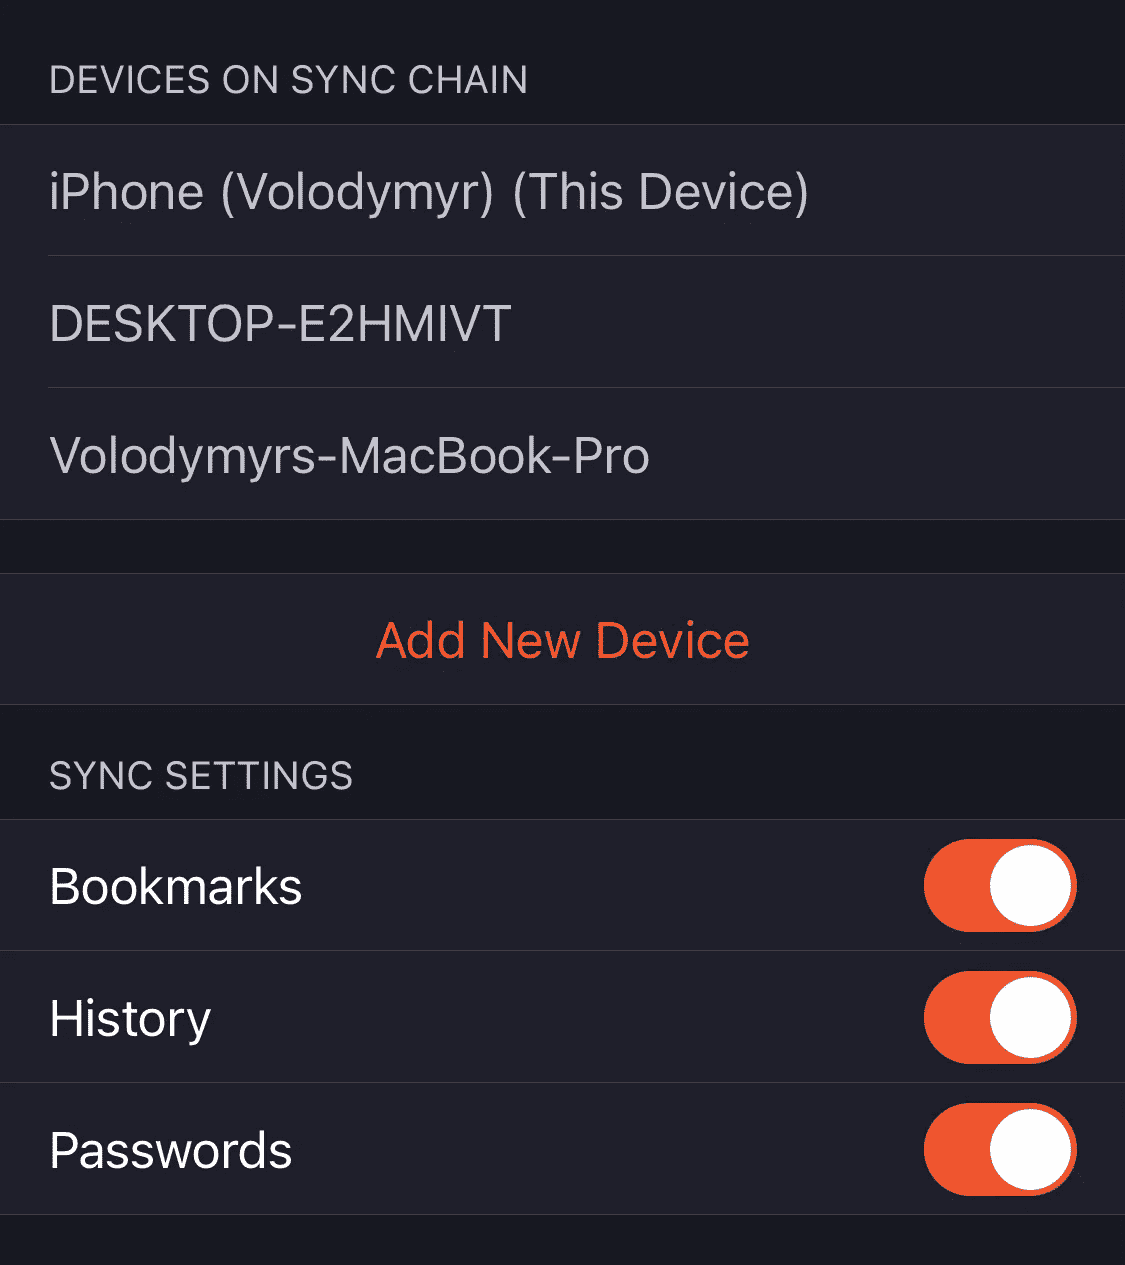 DEVICES ON SYNC CHAIN
iPhone (Volodymyr) (This Device)
DESKTOP-E2HMIVT
Volodymyrs-MacBook-Pro
Add New Device
SYNC SETTINGS
Bookmarks
History
Passwords